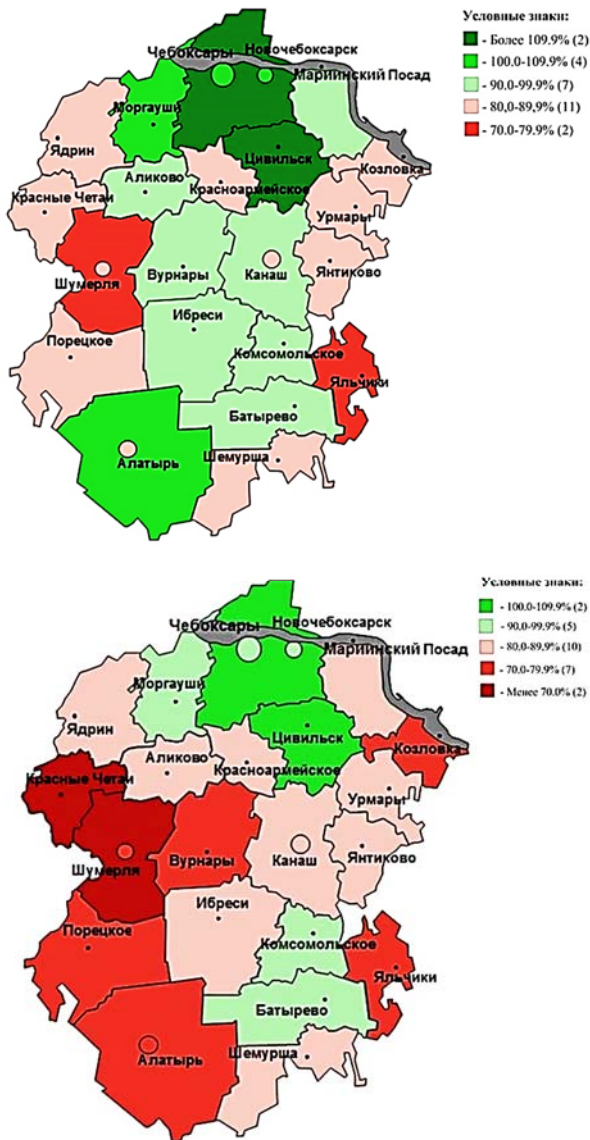 Условные знаки:
- Более 109.9% (2)
- 100.0-109.9% (4)
- 90.0-99.9% (7)
- 80,0-89,9% (11)
- 70.0-79.9% (2)
Чебоксары
Новочебоксарск
Мариинский Посад
Моргауши
Ядрин
Цивильск
Козловка
Аликово
Красноармейское
Красные Четаи
Урмары
Вурнары
Канаш
Янтиково
Шумерля
Ибреси
Порецкое
Комсомольское
Яльчики
Батырево
Алатырь
Шемурша
Условные знаки:
- 100.0-109.9% (2)
- 90.0-99.9% (5)
- 80,0-89,9% (10)
- 70.0-79.9% (7)
- Менее 70.0% (2)
Чебоксары
Новочебоксарск
Мариинский Посад
Моргауши
Ядрин
Цивильск
Козловка
Аликово
Красноармейское
Красные Четаи
Урмары
Вурнары
Канаш
Янтиково
Шумерля
Ибреси
Порецкое
Комсомольское
Яльчики
Батырево
Алатырь
Шемурша